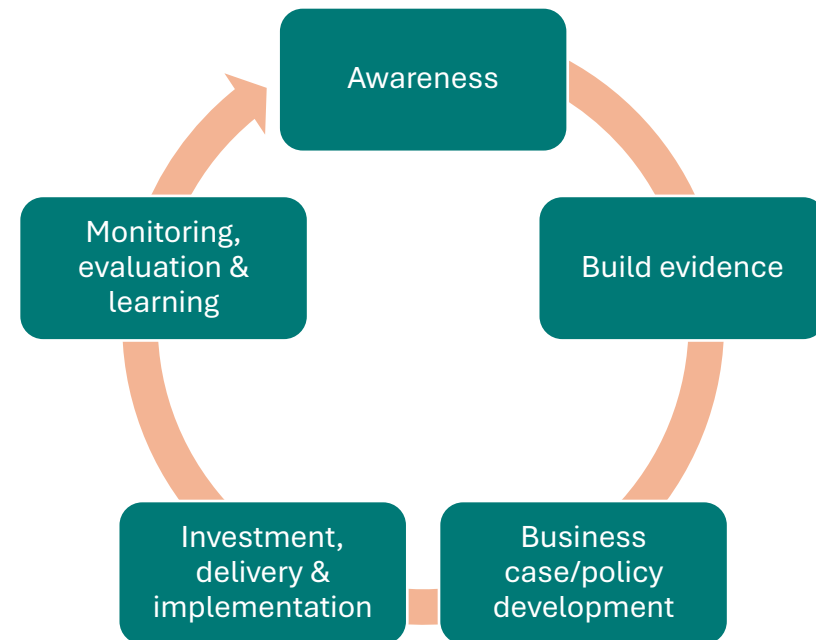 Awareness
Build evidence
Business
case/policy
development
Investment,
delivery &
implementation
Monitoring,
evaluation &
learning